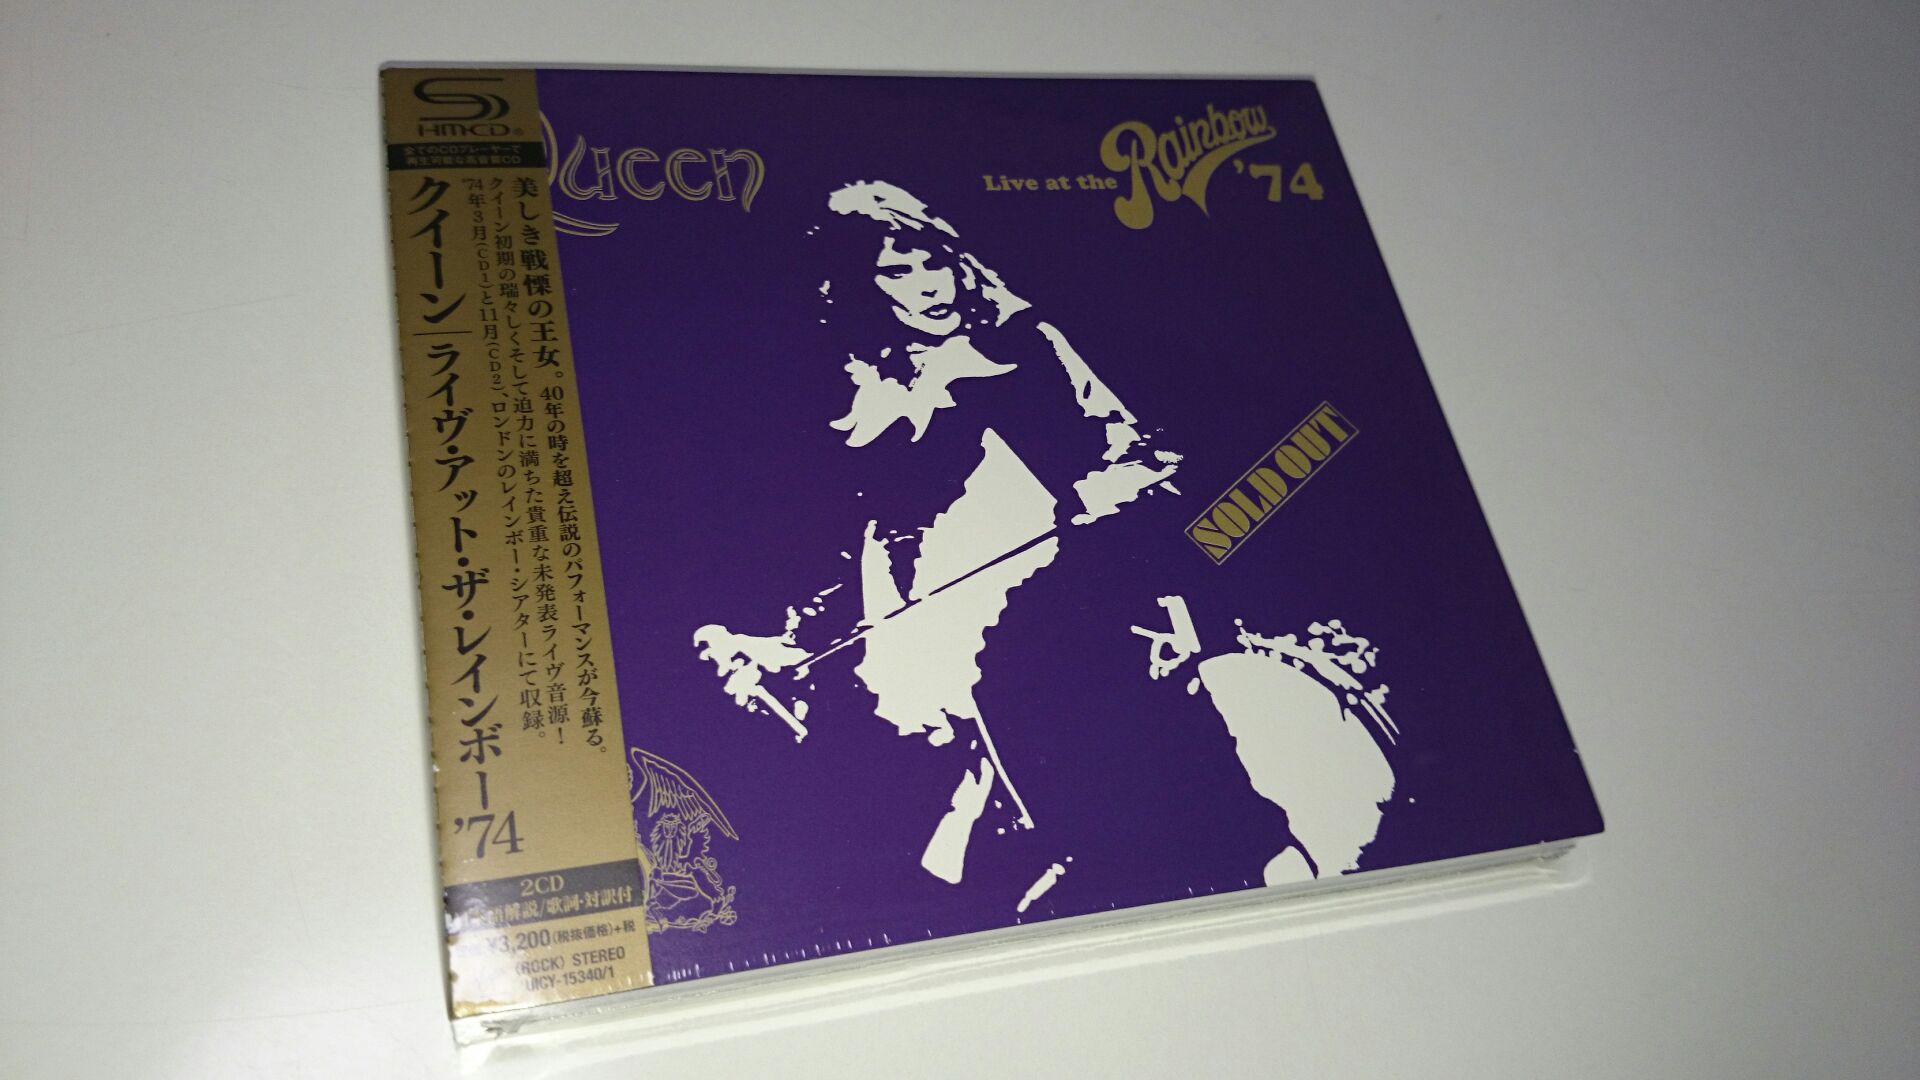 HM-CD®
全てのCDプレーヤーで
再生可能な高音質CD
クイーン|ライヴ・アット・ザ・レインボー '74
美しき戦慄の王女。40年の時を超え伝説のパフォーマンスが今蘇る。
クイーン初期の瑞々しくそして迫力に満ちた貴重な未発表ライヴ音源!
'74年3月(CD1)と11月(CD2)、ロンドンのレインボー・シアターにて収録。
2CD
解説/歌詞・対訳付
¥3,200(税抜価格)+税
(ROCK) STEREO
UICY-15340/1
Queen
Live at the Rainbow '74
SOLD OUT